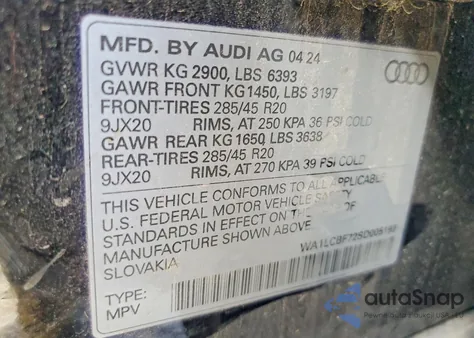 MFD. BY AUDI AG 04 24
GVWR KG 2900, LBS 6393
GAWR FRONT KG1450, LBS 3197
FRONT-TIRES 285/45 R20
9JX20 RIMS, AT 250 KPA 36 PSI COLD
GAWR REAR KG 1650, LBS 3638
REAR-TIRES 285/45 R20
9JX20 RIMS, AT 270 KPA 39 PSI COLD
THIS VEHICLE CONFORMS TO ALL APPLICABLE
U.S. FEDERAL MOTOR VEHICLE SAFETY
STANDARDS IN EFFECT ON THE DATE OF
MANUFACTURE SHOWN ABOVE.
SLOVAKIA
TYPE:
MPV
autoSnap